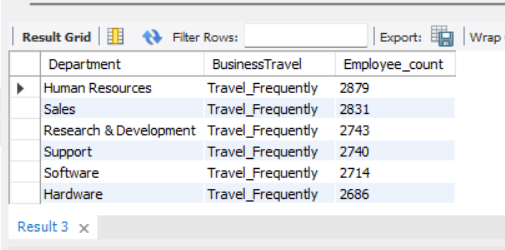 Result Grid Filter Rows: Export: Wrap
Department BusinessTravel Employee_count
Human Resources Travel_Frequently 2879
Sales Travel_Frequently 2831
Research & Development Travel_Frequently 2743
Support Travel_Frequently 2740
Software Travel_Frequently 2714
Hardware Travel_Frequently 2686
Result 3